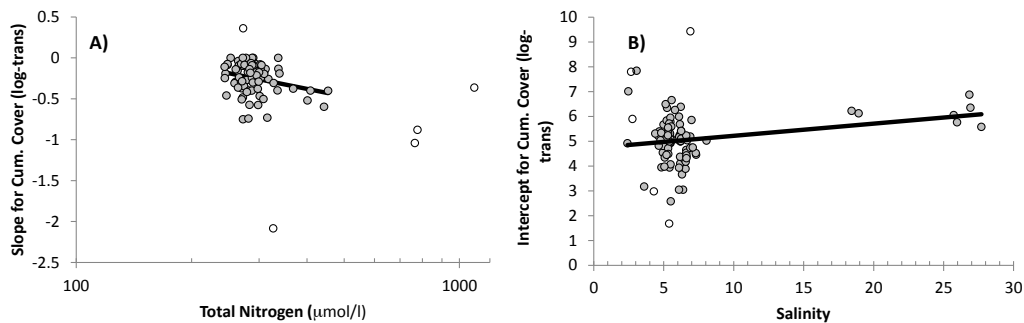 A)
Slope for Cum. Cover (log-trans)
0.5
0
-0.5
-1
-1.5
-2
-2.5
100
1000
Total Nitrogen (µmol/l)
B)
Intercept for Cum. Cover (log-
trans)
10
9
8
7
6
5
4
3
2
1
0
0 5 10 15 20 25 30
Salinity